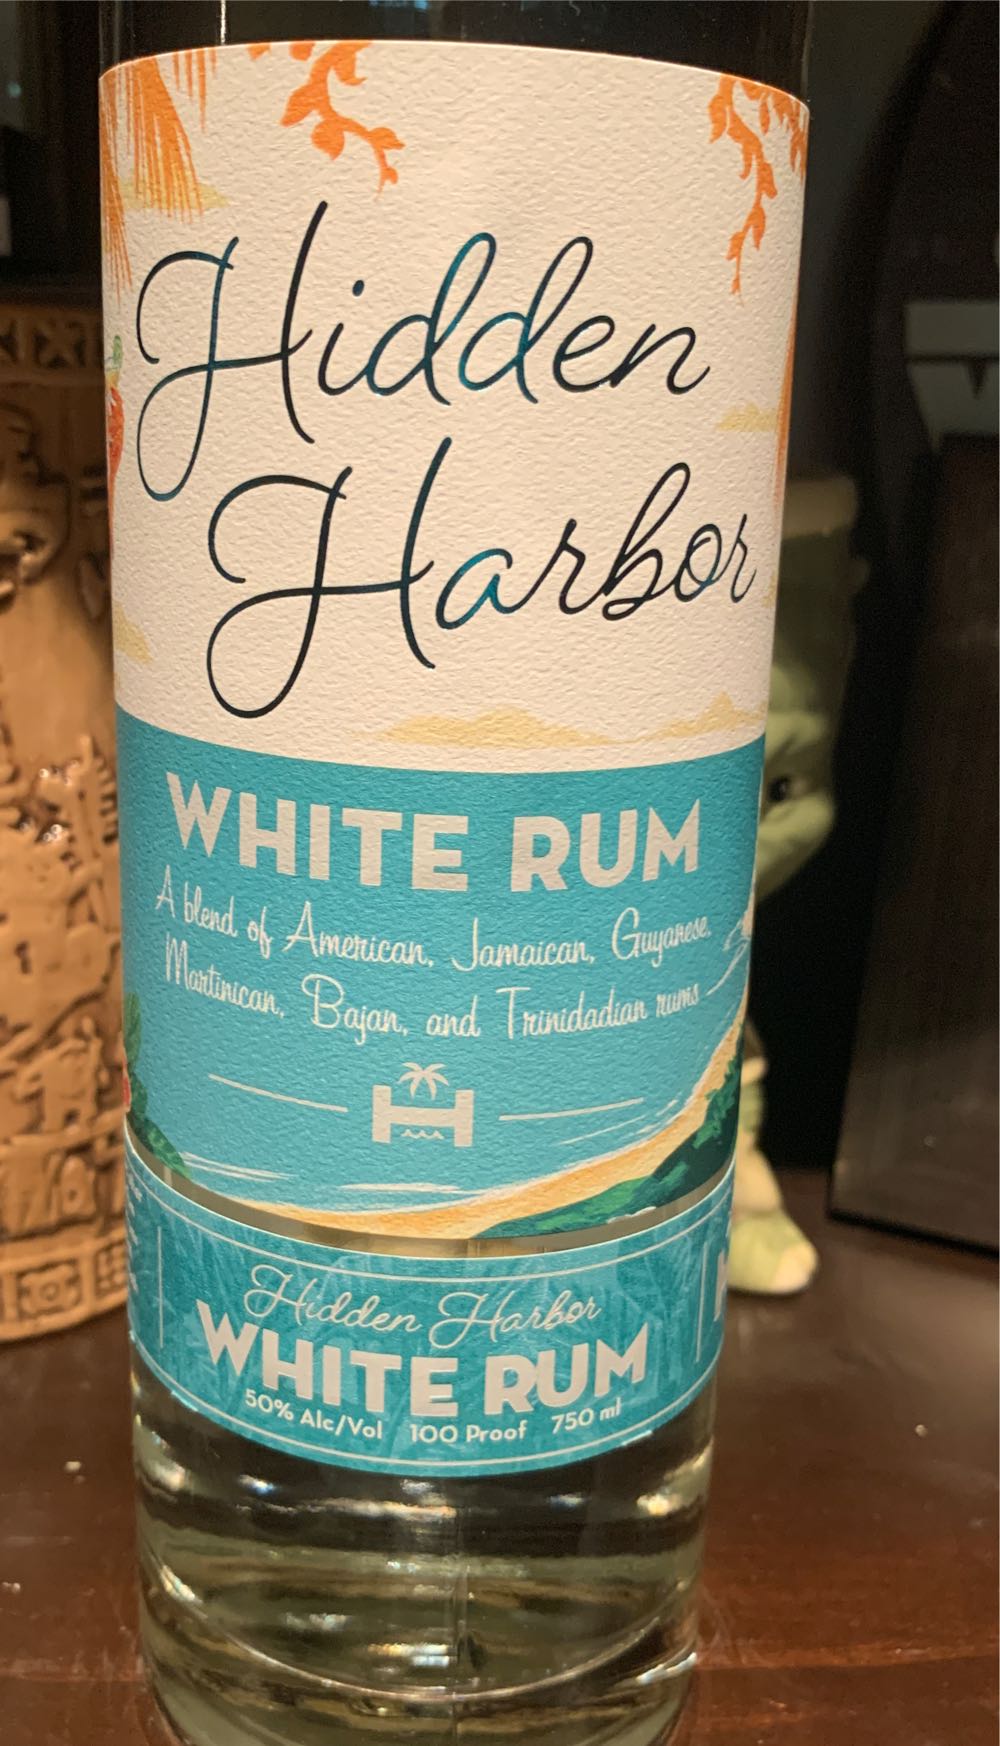 Hidden
Harbor
WHITE RUM
A blend of American, Jamaican, Guyanese,
Martinican, Bajan, and Trinidadian rums
H
Hidden Harbor
WHITE RUM
50% Alc/Vol 100 Proof 750 ml